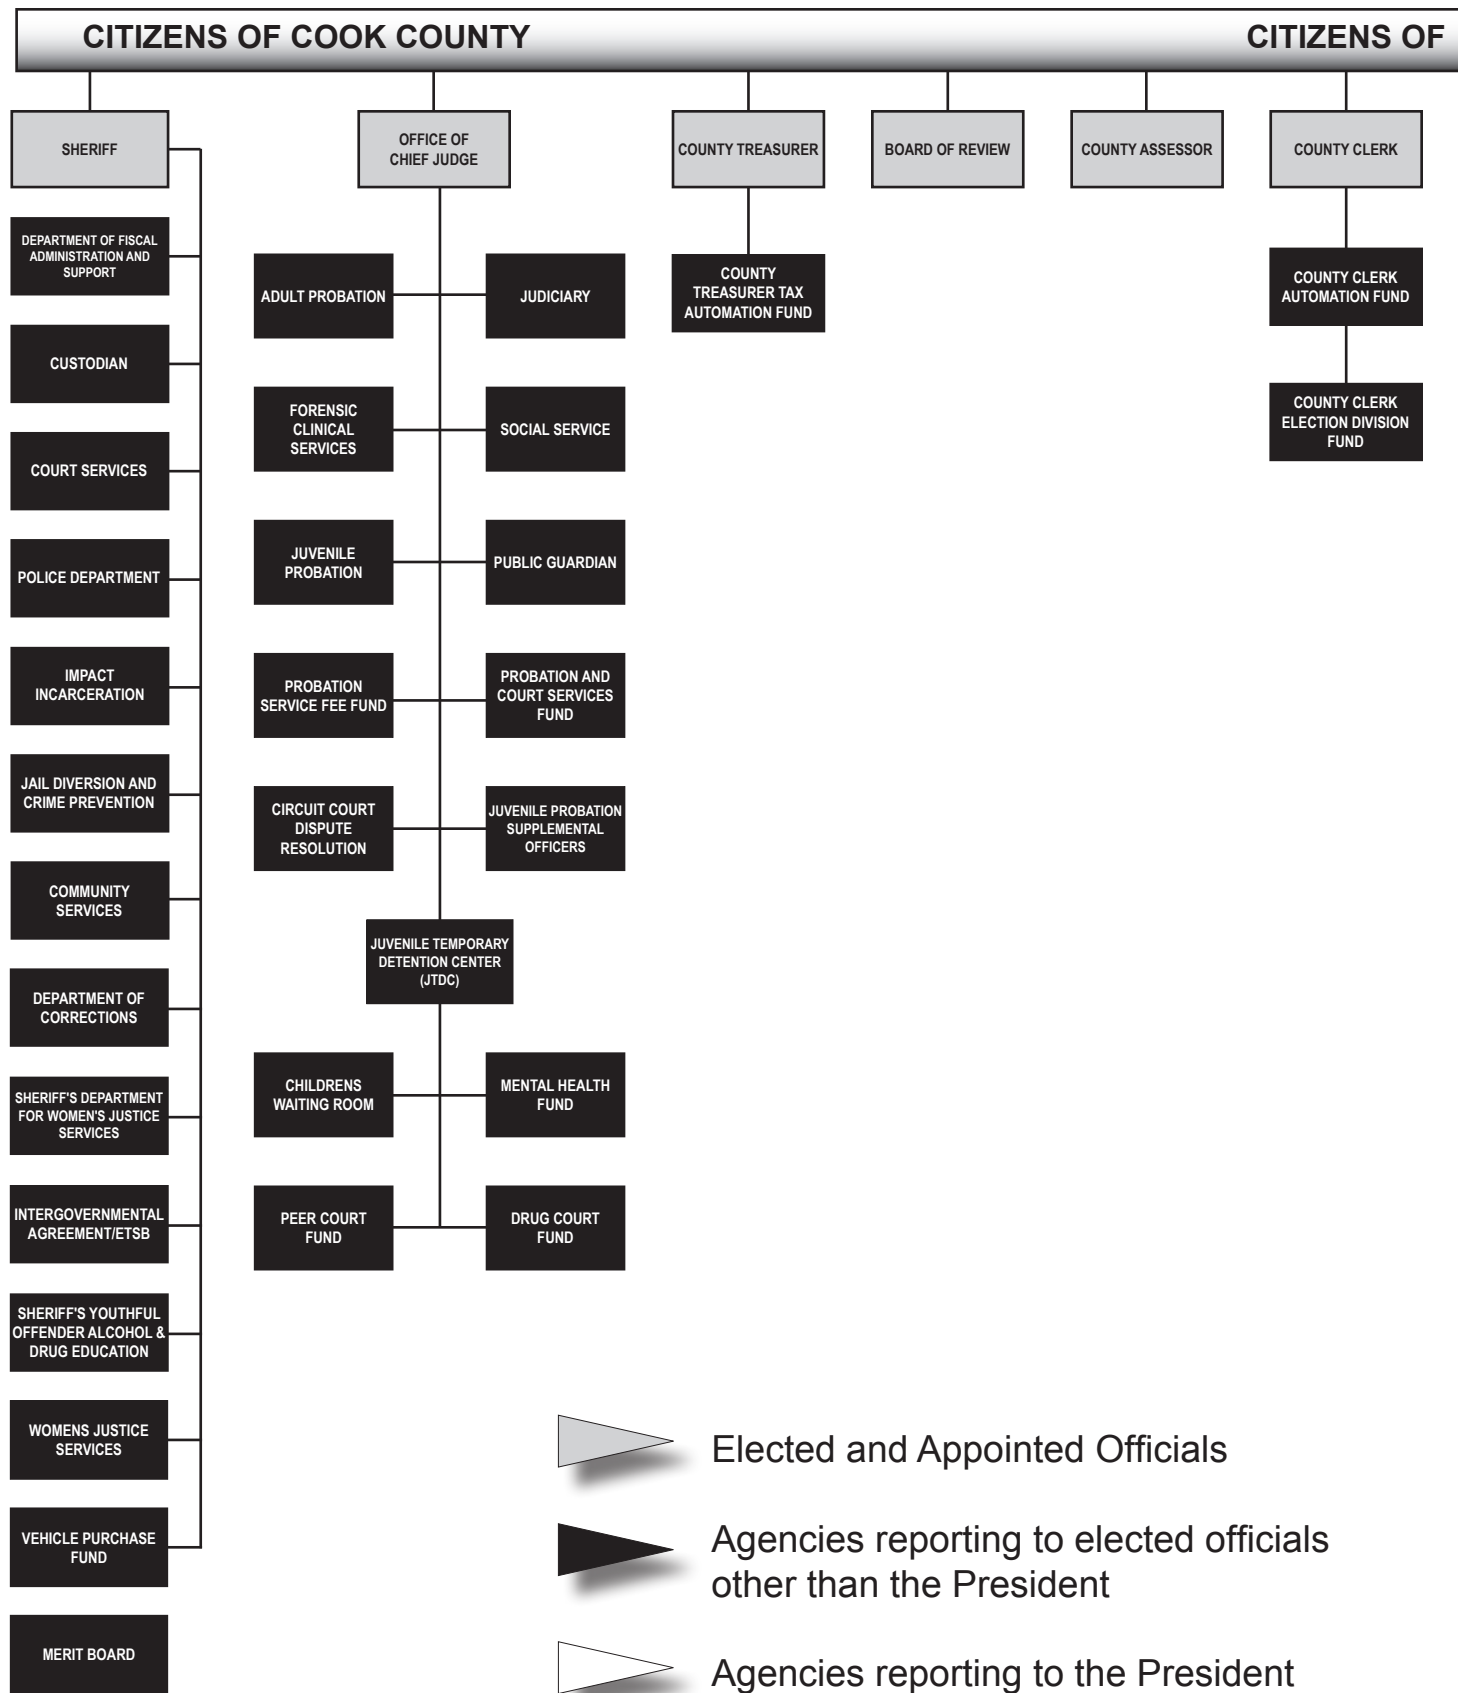 CITIZENS OF COOK COUNTY
CITIZENS OF
SHERIFF
OFFICE OF
CHIEF JUDGE
COUNTY TREASURER
BOARD OF REVIEW
COUNTY ASSESSOR
COUNTY CLERK
DEPARTMENT OF FISCAL
ADMINISTRATION AND
SUPPORT
CUSTODIAN
COURT SERVICES
POLICE DEPARTMENT
IMPACT
INCARCERATION
JAIL DIVERSION AND
CRIME PREVENTION
COMMUNITY
SERVICES
DEPARTMENT OF
CORRECTIONS
SHERIFF'S DEPARTMENT
FOR WOMEN'S JUSTICE
SERVICES
INTERGOVERNMENTAL
AGREEMENT/ETSB
SHERIFF'S YOUTHFUL
OFFENDER ALCOHOL &
DRUG EDUCATION
WOMENS JUSTICE
SERVICES
VEHICLE PURCHASE
FUND
MERIT BOARD
ADULT PROBATION
JUDICIARY
FORENSIC
CLINICAL
SERVICES
SOCIAL SERVICE
JUVENILE
PROBATION
PUBLIC GUARDIAN
PROBATION
SERVICE FEE FUND
PROBATION AND
COURT SERVICES
FUND
CIRCUIT COURT
DISPUTE
RESOLUTION
JUVENILE PROBATION
SUPPLEMENTAL
OFFICERS
JUVENILE TEMPORARY
DETENTION CENTER
(JTDC)
CHILDRENS
WAITING ROOM
MENTAL HEALTH
FUND
PEER COURT
FUND
DRUG COURT
FUND
COUNTY
TREASURER TAX
AUTOMATION FUND
COUNTY CLERK
AUTOMATION FUND
COUNTY CLERK
ELECTION DIVISION
FUND
Elected and Appointed Officials
Agencies reporting to elected officials
other than the President
Agencies reporting to the President